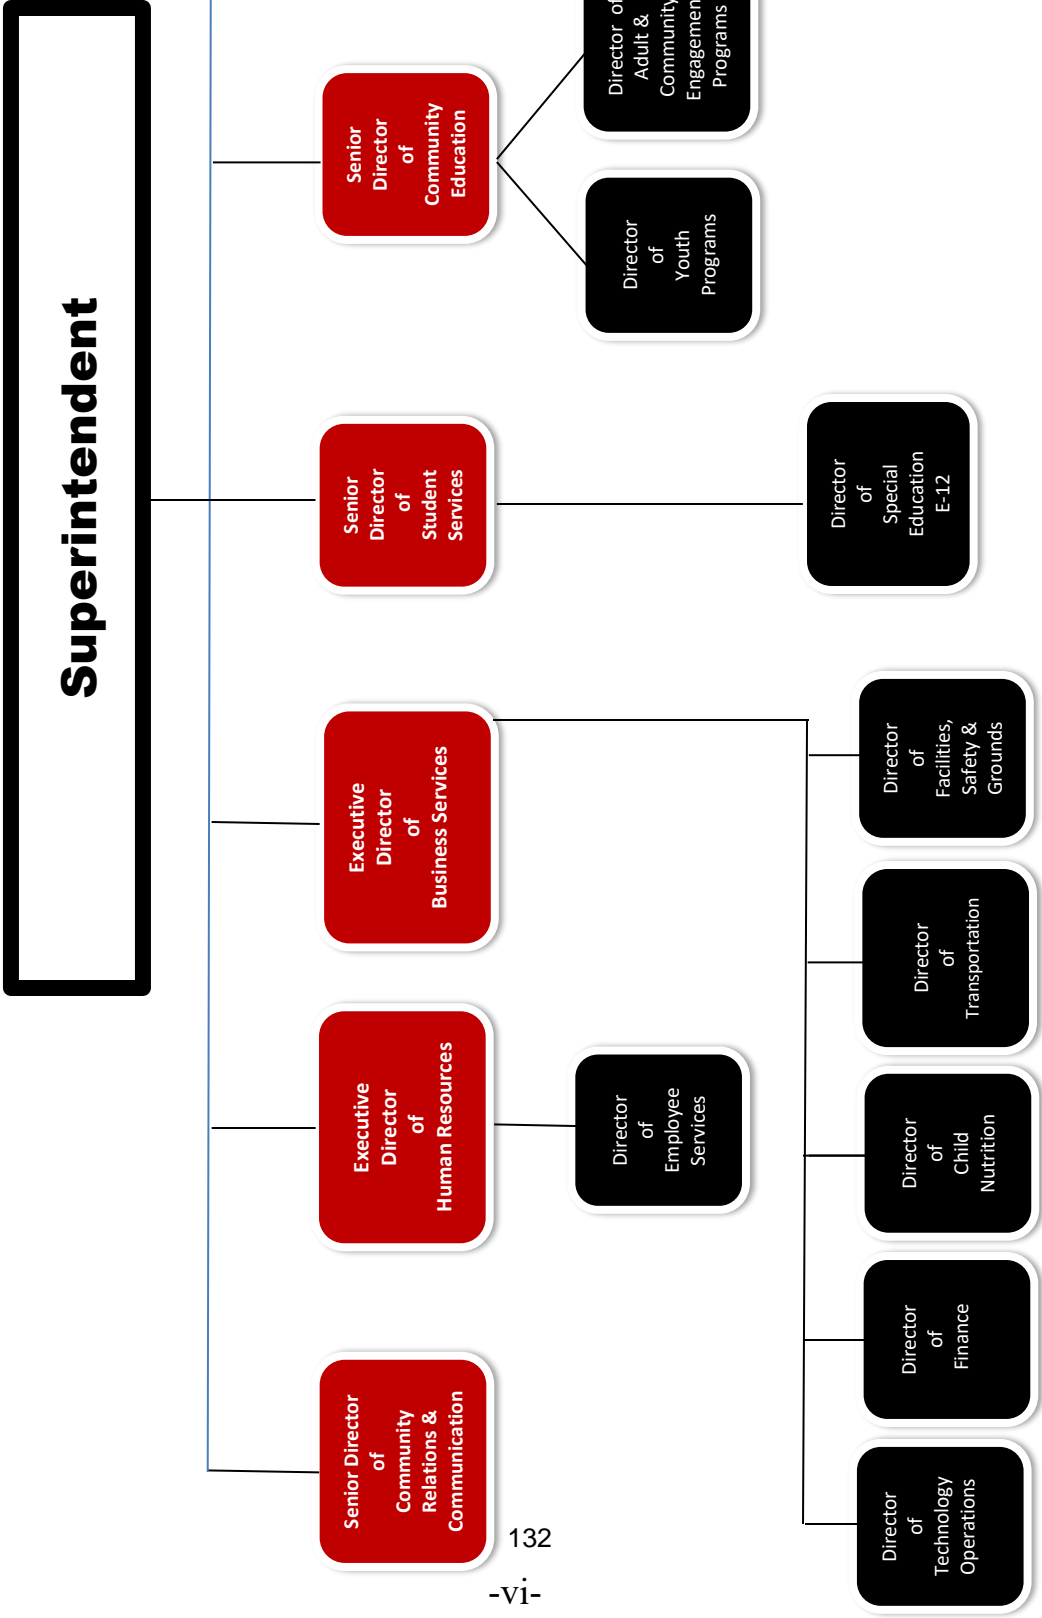 Superintendent
Senior Director
of
Community
Relations &
Communication
Executive
Director
of
Human Resources
Executive
Director
of
Business Services
Senior
Director
of
Student
Services
Senior
Director
of
Community
Education
Director
of
Employee
Services
Director
of
Youth
Programs
Director of
Adult &
Community
Engagemen
Programs
Director
of
Special
Education
E-12
Director
of
Technology
Operations
Director
of
Finance
Director
of
Child
Nutrition
Director
of
Transportation
Director
of
Facilities,
Safety &
Grounds
132
-vi-